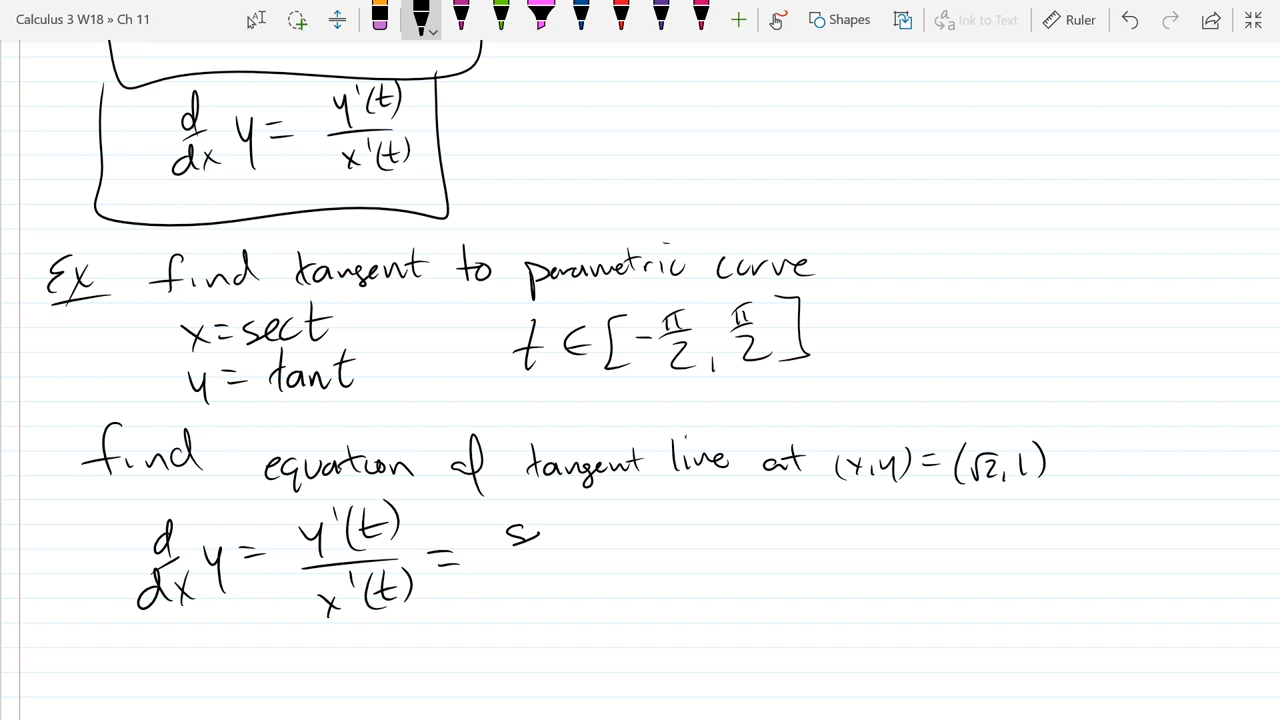 Calculus 3 W18 » Ch 11
Shapes
Link to Text
Ruler
d/dx y = y'(t)/x'(t)
Ex find tangent to parametric curve
x = sec t t ∈ [-π/2, π/2]
y = tan t
find equation of tangent line at (x,y) = (√2, 1)
d/dx y = y'(t)/x'(t) = s